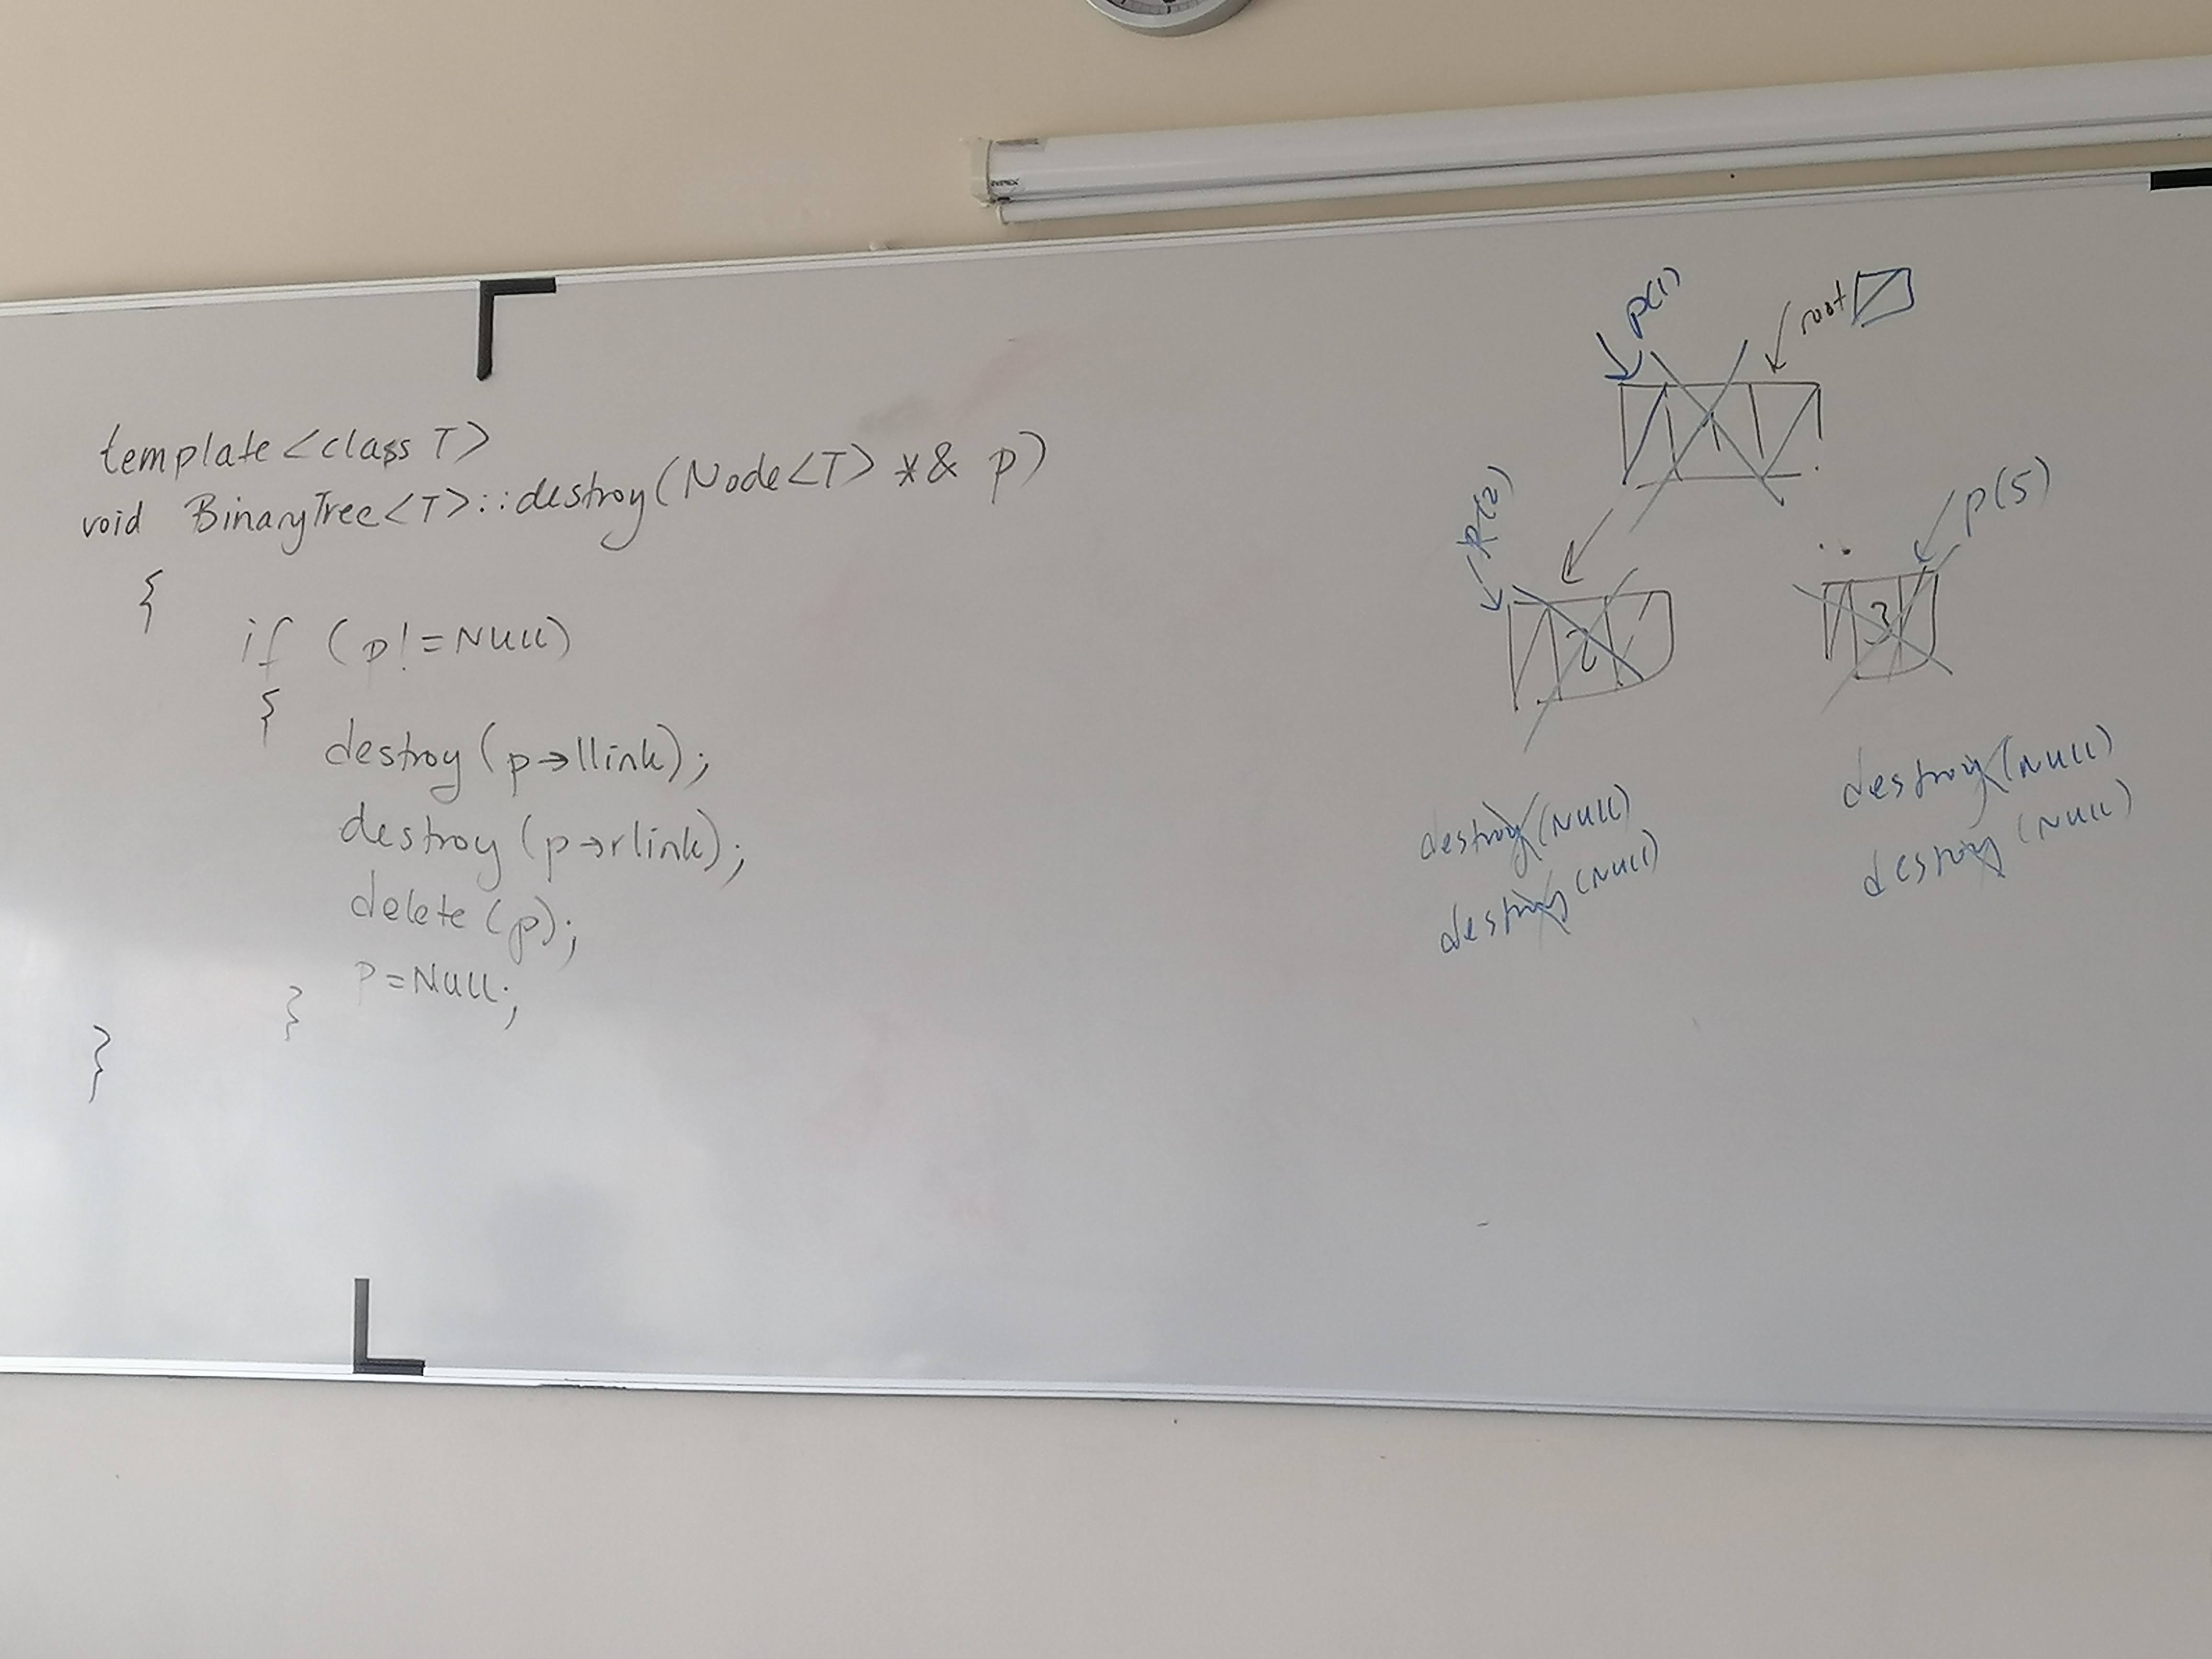 template<class T>
void BinaryTree<T>::destroy(Node<T> *& p)
{
if (p!=NULL)
{
destroy(p→llink);
destroy(p→rlink);
delete(p);
P=NULL;
}
}
p(1)
root
1
p(2)
p(5)
2
3
destroy(NULL)
destroy(NULL)
destroy(NULL)
destroy(NULL)